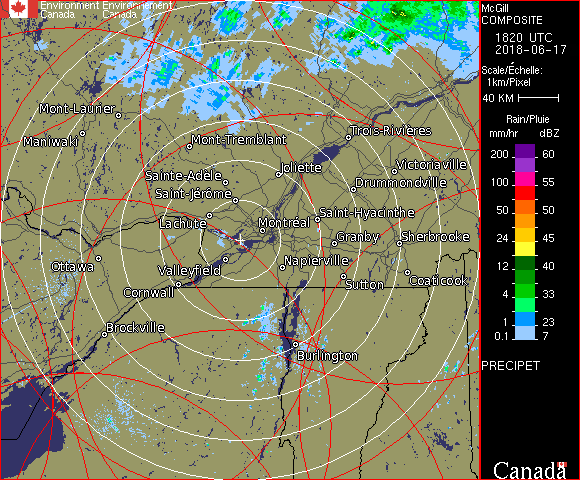 Environment Environnement
Canada Canada
McGill
COMPOSITE
1820 UTC
2018-06-17
Scale/Échelle:
1km/Pixel
40 KM
Rain/Pluie
mm/hr dBZ
200 60
150 57
100 55
50 50
24 45
12 40
4 33
1 23
0.1 7
PRECIPET
Canada
Mont-Laurier
Maniwaki
Mont-Tremblant
Trois-Rivières
Joliette
Victoriaville
Sainte-Adèle
Drummondville
Saint-Jérôme
Saint-Hyacinthe
Lachute
Montréal
Granby
Sherbrooke
Ottawa
Valleyfield
Napierville
Cornwall
Sutton
Coaticook
Brockville
Burlington